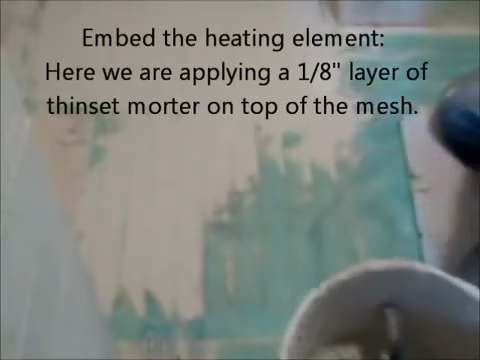 Embed the heating element:
Here we are applying a 1/8" layer of
thinset morter on top of the mesh.